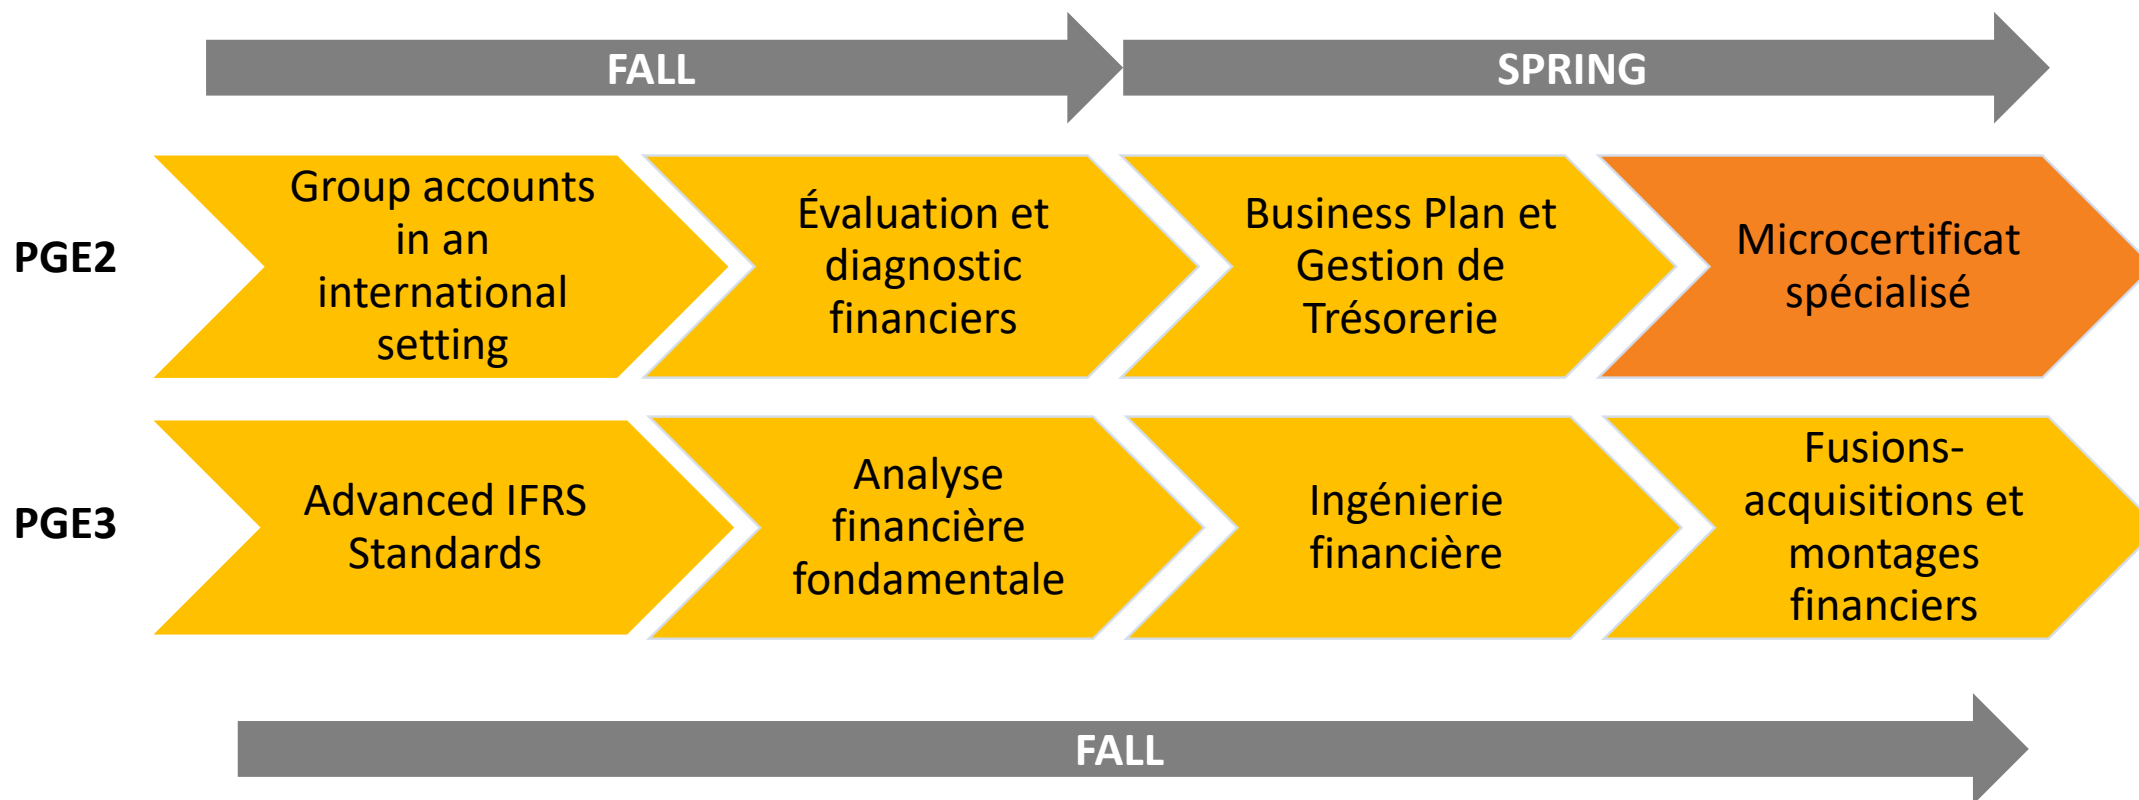 FALL
SPRING
PGE2
Group accounts
in an
international
setting
Évaluation et
diagnostic
financiers
Business Plan et
Gestion de
Trésorerie
Microcertificat
spécialisé
PGE3
Advanced IFRS
Standards
Analyse
financière
fondamentale
Ingénierie
financière
Fusions-
acquisitions et
montages
financiers
FALL